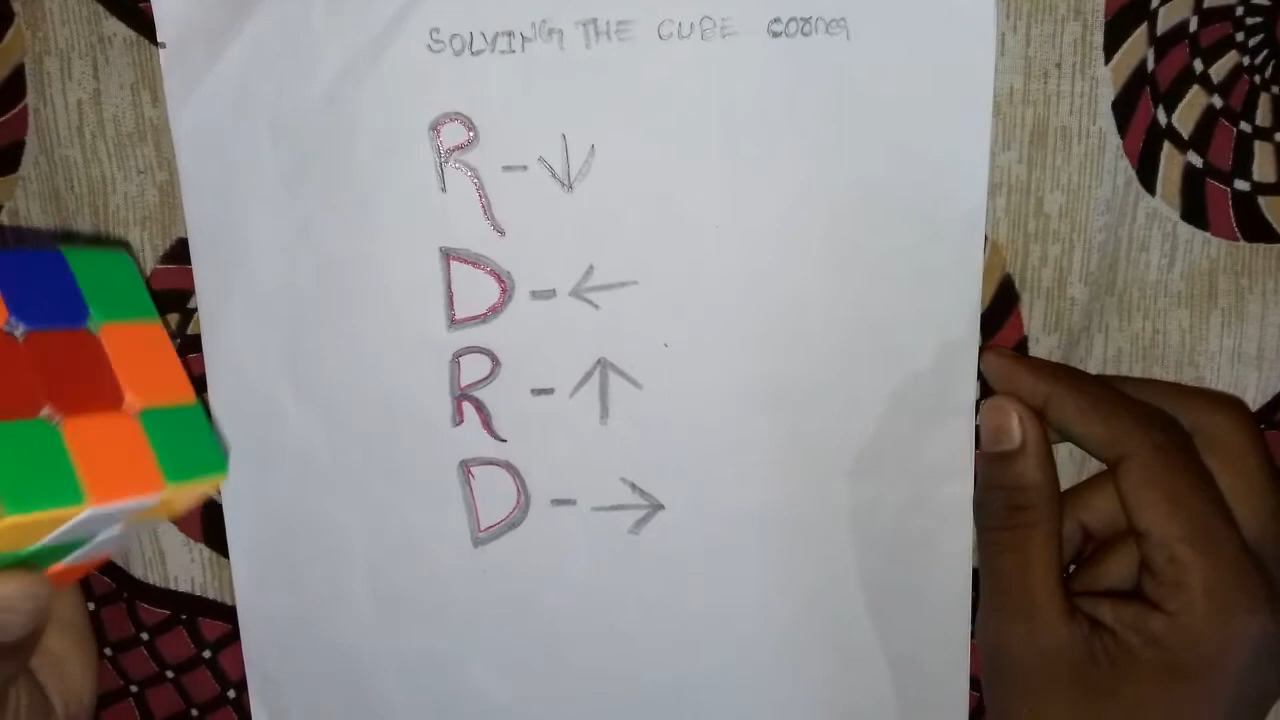 SOLVING THE CUBE CORNER
R - ↓
D - ←
R - ↑
D - →